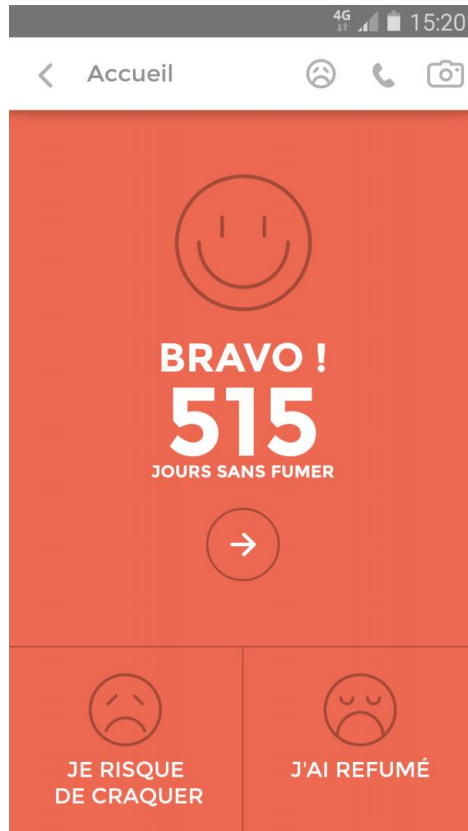 4G 15:20
Accueil
BRAVO !
515
JOURS SANS FUMER
JE RISQUE
DE CRAQUER
J'AI REFUMÉ